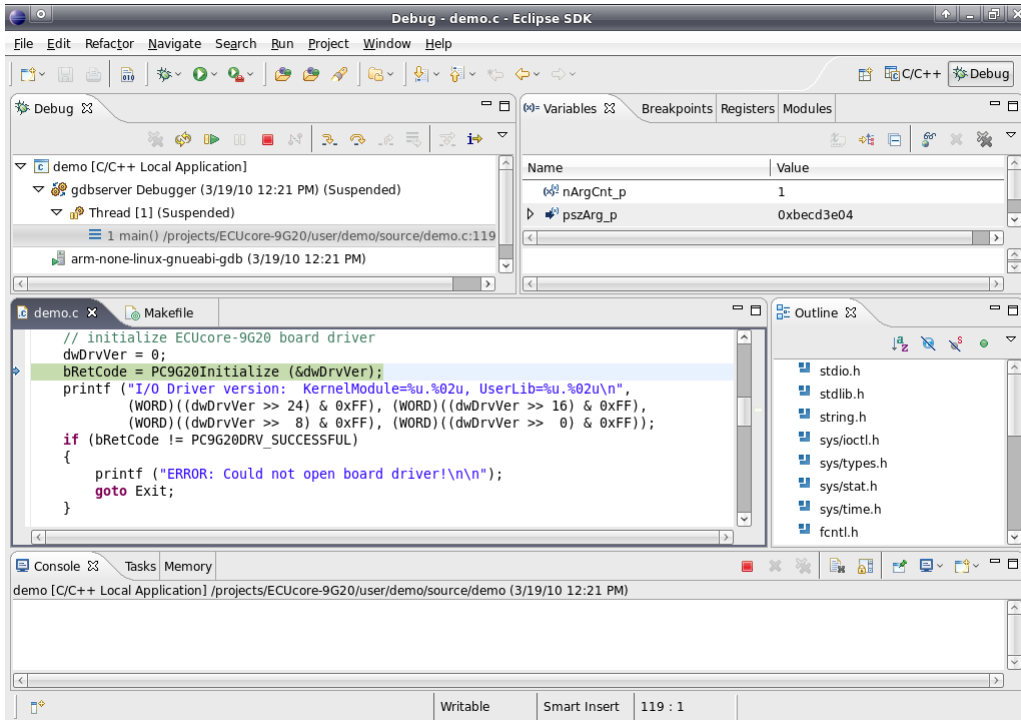 Debug - demo.c - Eclipse SDK
File Edit Refactor Navigate Search Run Project Window Help
C/C++ Debug
Debug
demo [C/C++ Local Application]
gdbserver Debugger (3/19/10 12:21 PM) (Suspended)
Thread [1] (Suspended)
1 main() /projects/ECUcore-9G20/user/demo/source/demo.c:119
arm-none-linux-gnueabi-gdb (3/19/10 12:21 PM)
(x)= Variables Breakpoints Registers Modules
Name Value
nArgCnt_p 1
pszArg_p 0xbecd3e04
demo.c Makefile
// initialize ECUcore-9G20 board driver
dwDrvVer = 0;
bRetCode = PC9G20Initialize (&dwDrvVer);
printf ("I/O Driver version:  KernelModule=%u.%02u, UserLib=%u.%02u\n",
(WORD)((dwDrvVer >> 24) & 0xFF), (WORD)((dwDrvVer >> 16) & 0xFF),
(WORD)((dwDrvVer >>  8) & 0xFF), (WORD)((dwDrvVer >>  0) & 0xFF));
if (bRetCode != PC9G20DRV_SUCCESSFUL)
{
printf ("ERROR: Could not open board driver!\n\n");
goto Exit;
}
Outline
stdio.h
stdlib.h
string.h
sys/ioctl.h
sys/types.h
sys/stat.h
sys/time.h
fcntl.h
Console Tasks Memory
demo [C/C++ Local Application] /projects/ECUcore-9G20/user/demo/source/demo (3/19/10 12:21 PM)
Writable Smart Insert 119 : 1